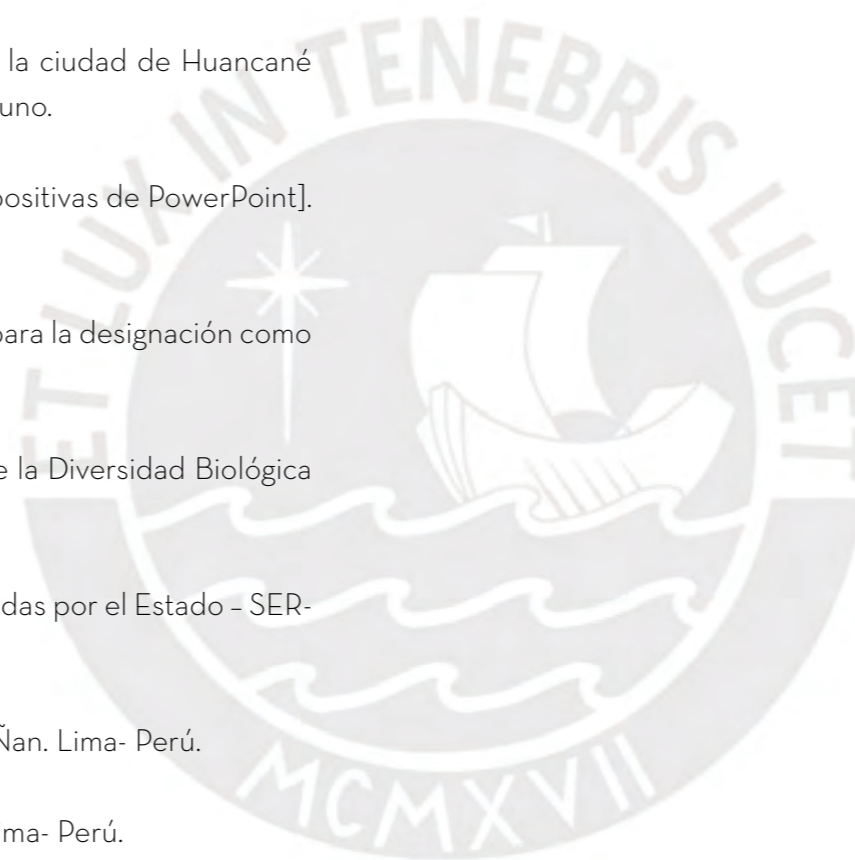 la ciudad de Huancané
uno.
positivas de PowerPoint].
para la designación como
e la Diversidad Biológica
das por el Estado – SER-
Ñan. Lima- Perú.
ma- Perú.
ET LUX IN TENEBRIS LUCET
MCMXVII